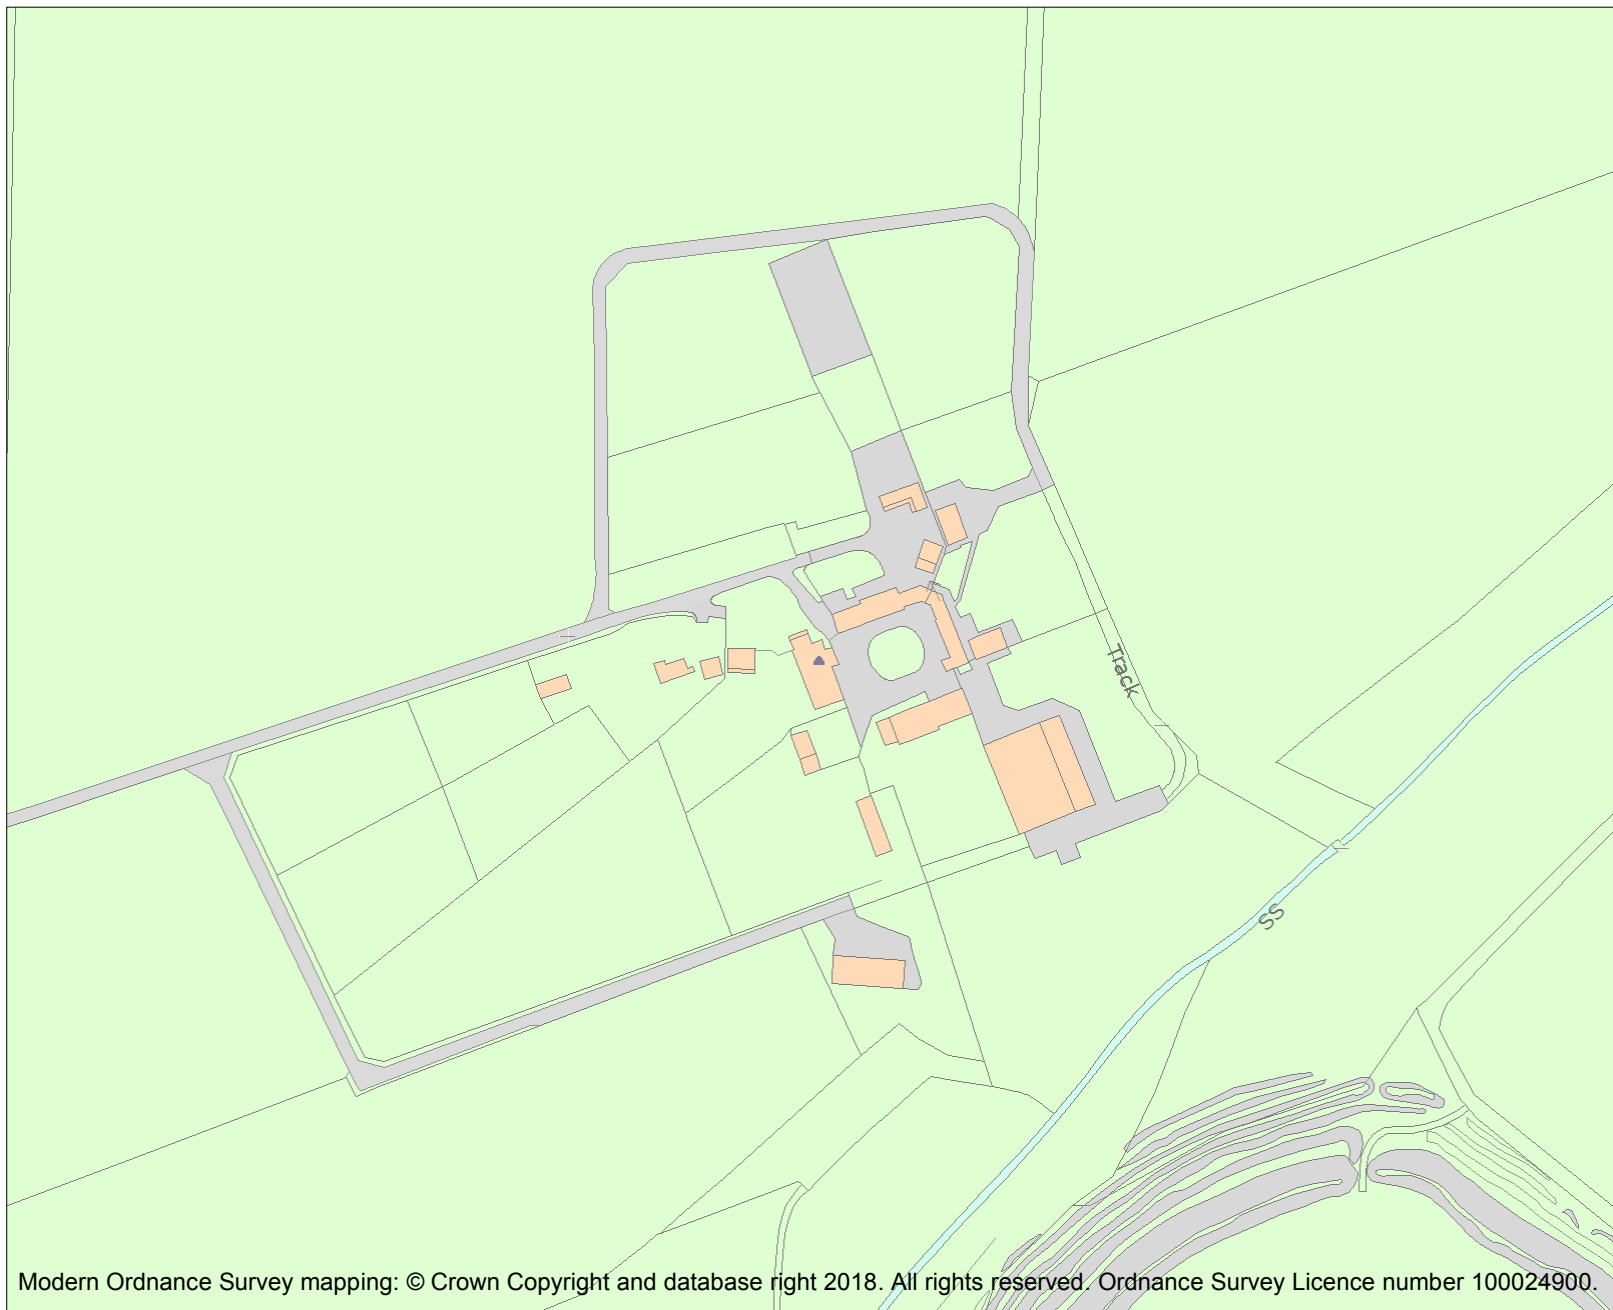 Track
SS
Modern Ordnance Survey mapping: © Crown Copyright and database right 2018. All rights reserved. Ordnance Survey Licence number 100024900.